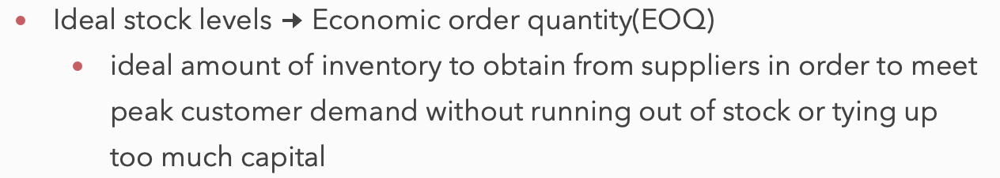 • Ideal stock levels → Economic order quantity(EOQ)
• ideal amount of inventory to obtain from suppliers in order to meet
peak customer demand without running out of stock or tying up
too much capital